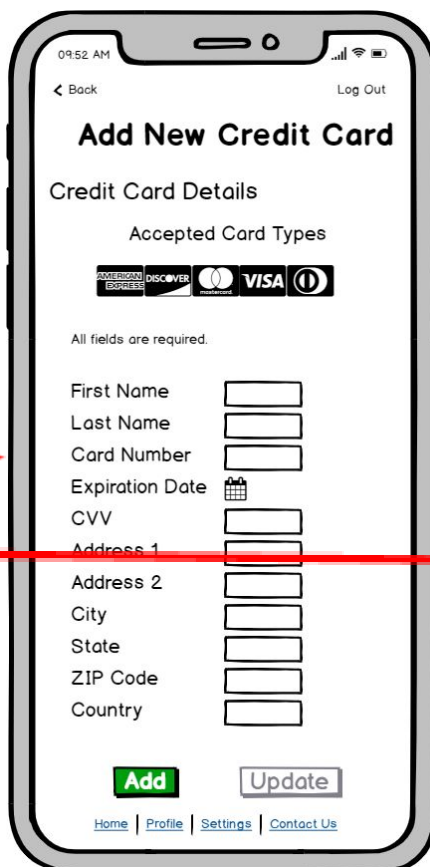 09:52 AM
Back Log Out
Add New Credit Card
Credit Card Details
Accepted Card Types
AMERICAN EXPRESS DISCOVER mastercard VISA
All fields are required.
First Name
Last Name
Card Number
Expiration Date
CVV
Address 1
Address 2
City
State
ZIP Code
Country
Add Update
Home | Profile | Settings | Contact Us